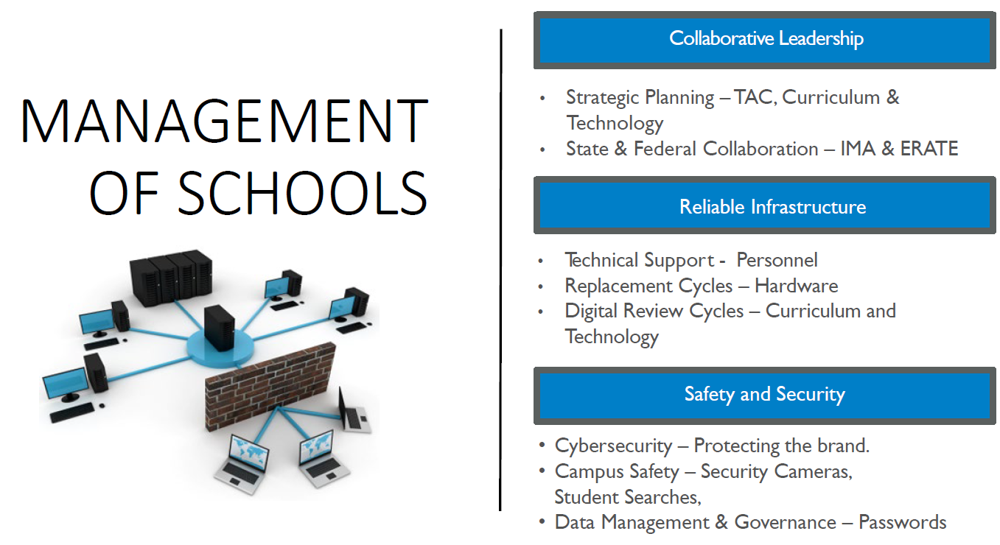 MANAGEMENT
OF SCHOOLS
Collaborative Leadership
• Strategic Planning – TAC, Curriculum &
Technology
• State & Federal Collaboration – IMA & ERATE
Reliable Infrastructure
• Technical Support - Personnel
• Replacement Cycles – Hardware
• Digital Review Cycles – Curriculum and
Technology
Safety and Security
• Cybersecurity – Protecting the brand.
• Campus Safety – Security Cameras,
Student Searches,
• Data Management & Governance – Passwords